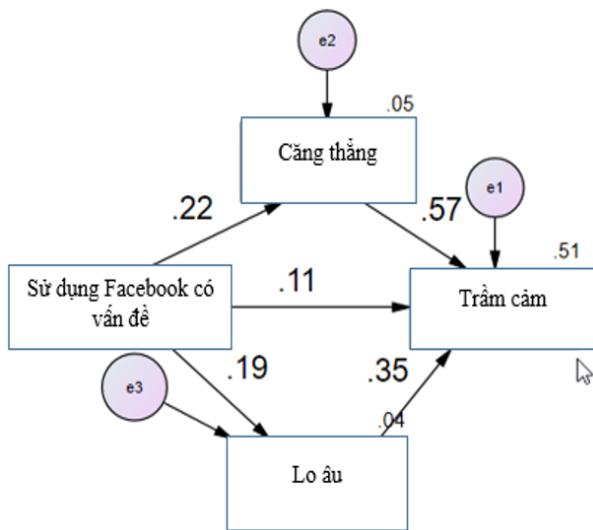 e2
.05
Căng thẳng
.22
.57
e1
.51
Sử dụng Facebook có
vấn đề
.11
Trầm cảm
e3
.19
.35
.04
Lo âu